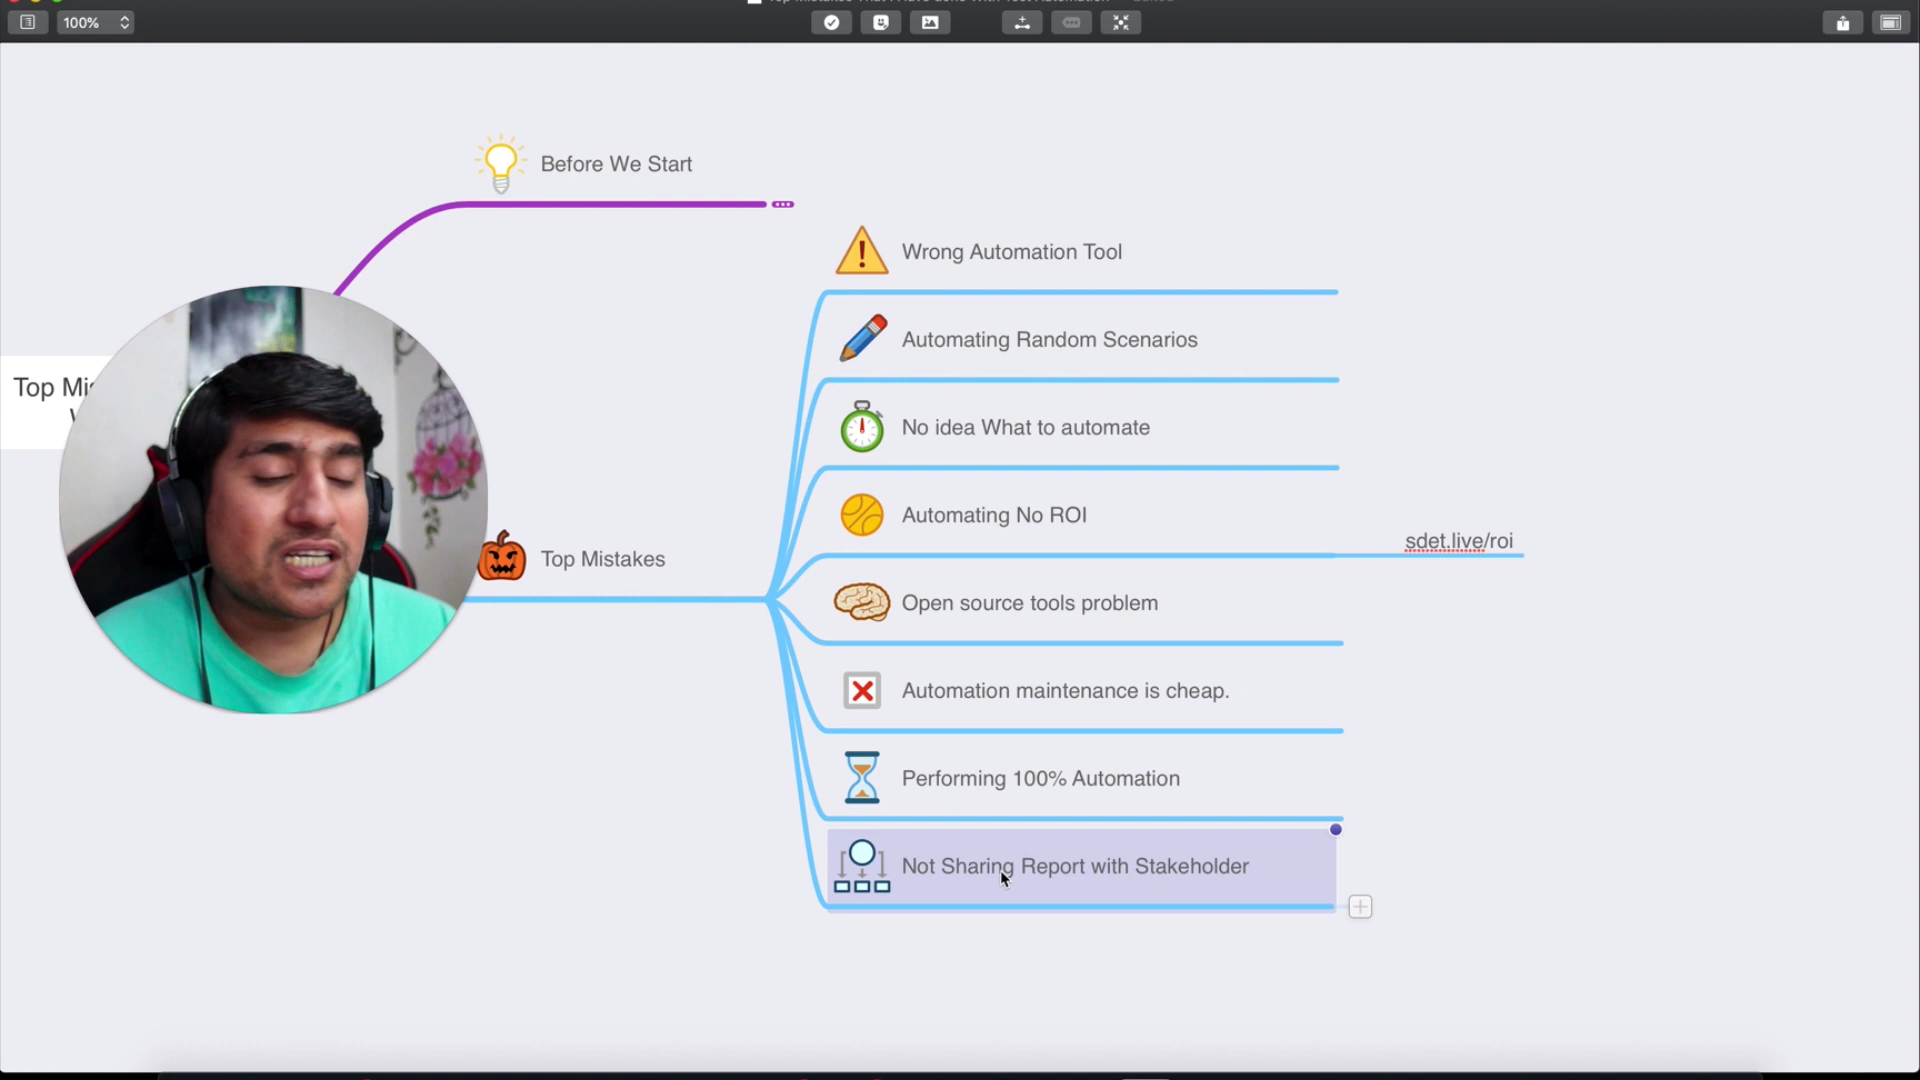 100%
Before We Start
Wrong Automation Tool
Automating Random Scenarios
No idea What to automate
Top Mis
Automating No ROI
sdet.live/roi
Top Mistakes
Open source tools problem
Automation maintenance is cheap.
Performing 100% Automation
Not Sharing Report with Stakeholder